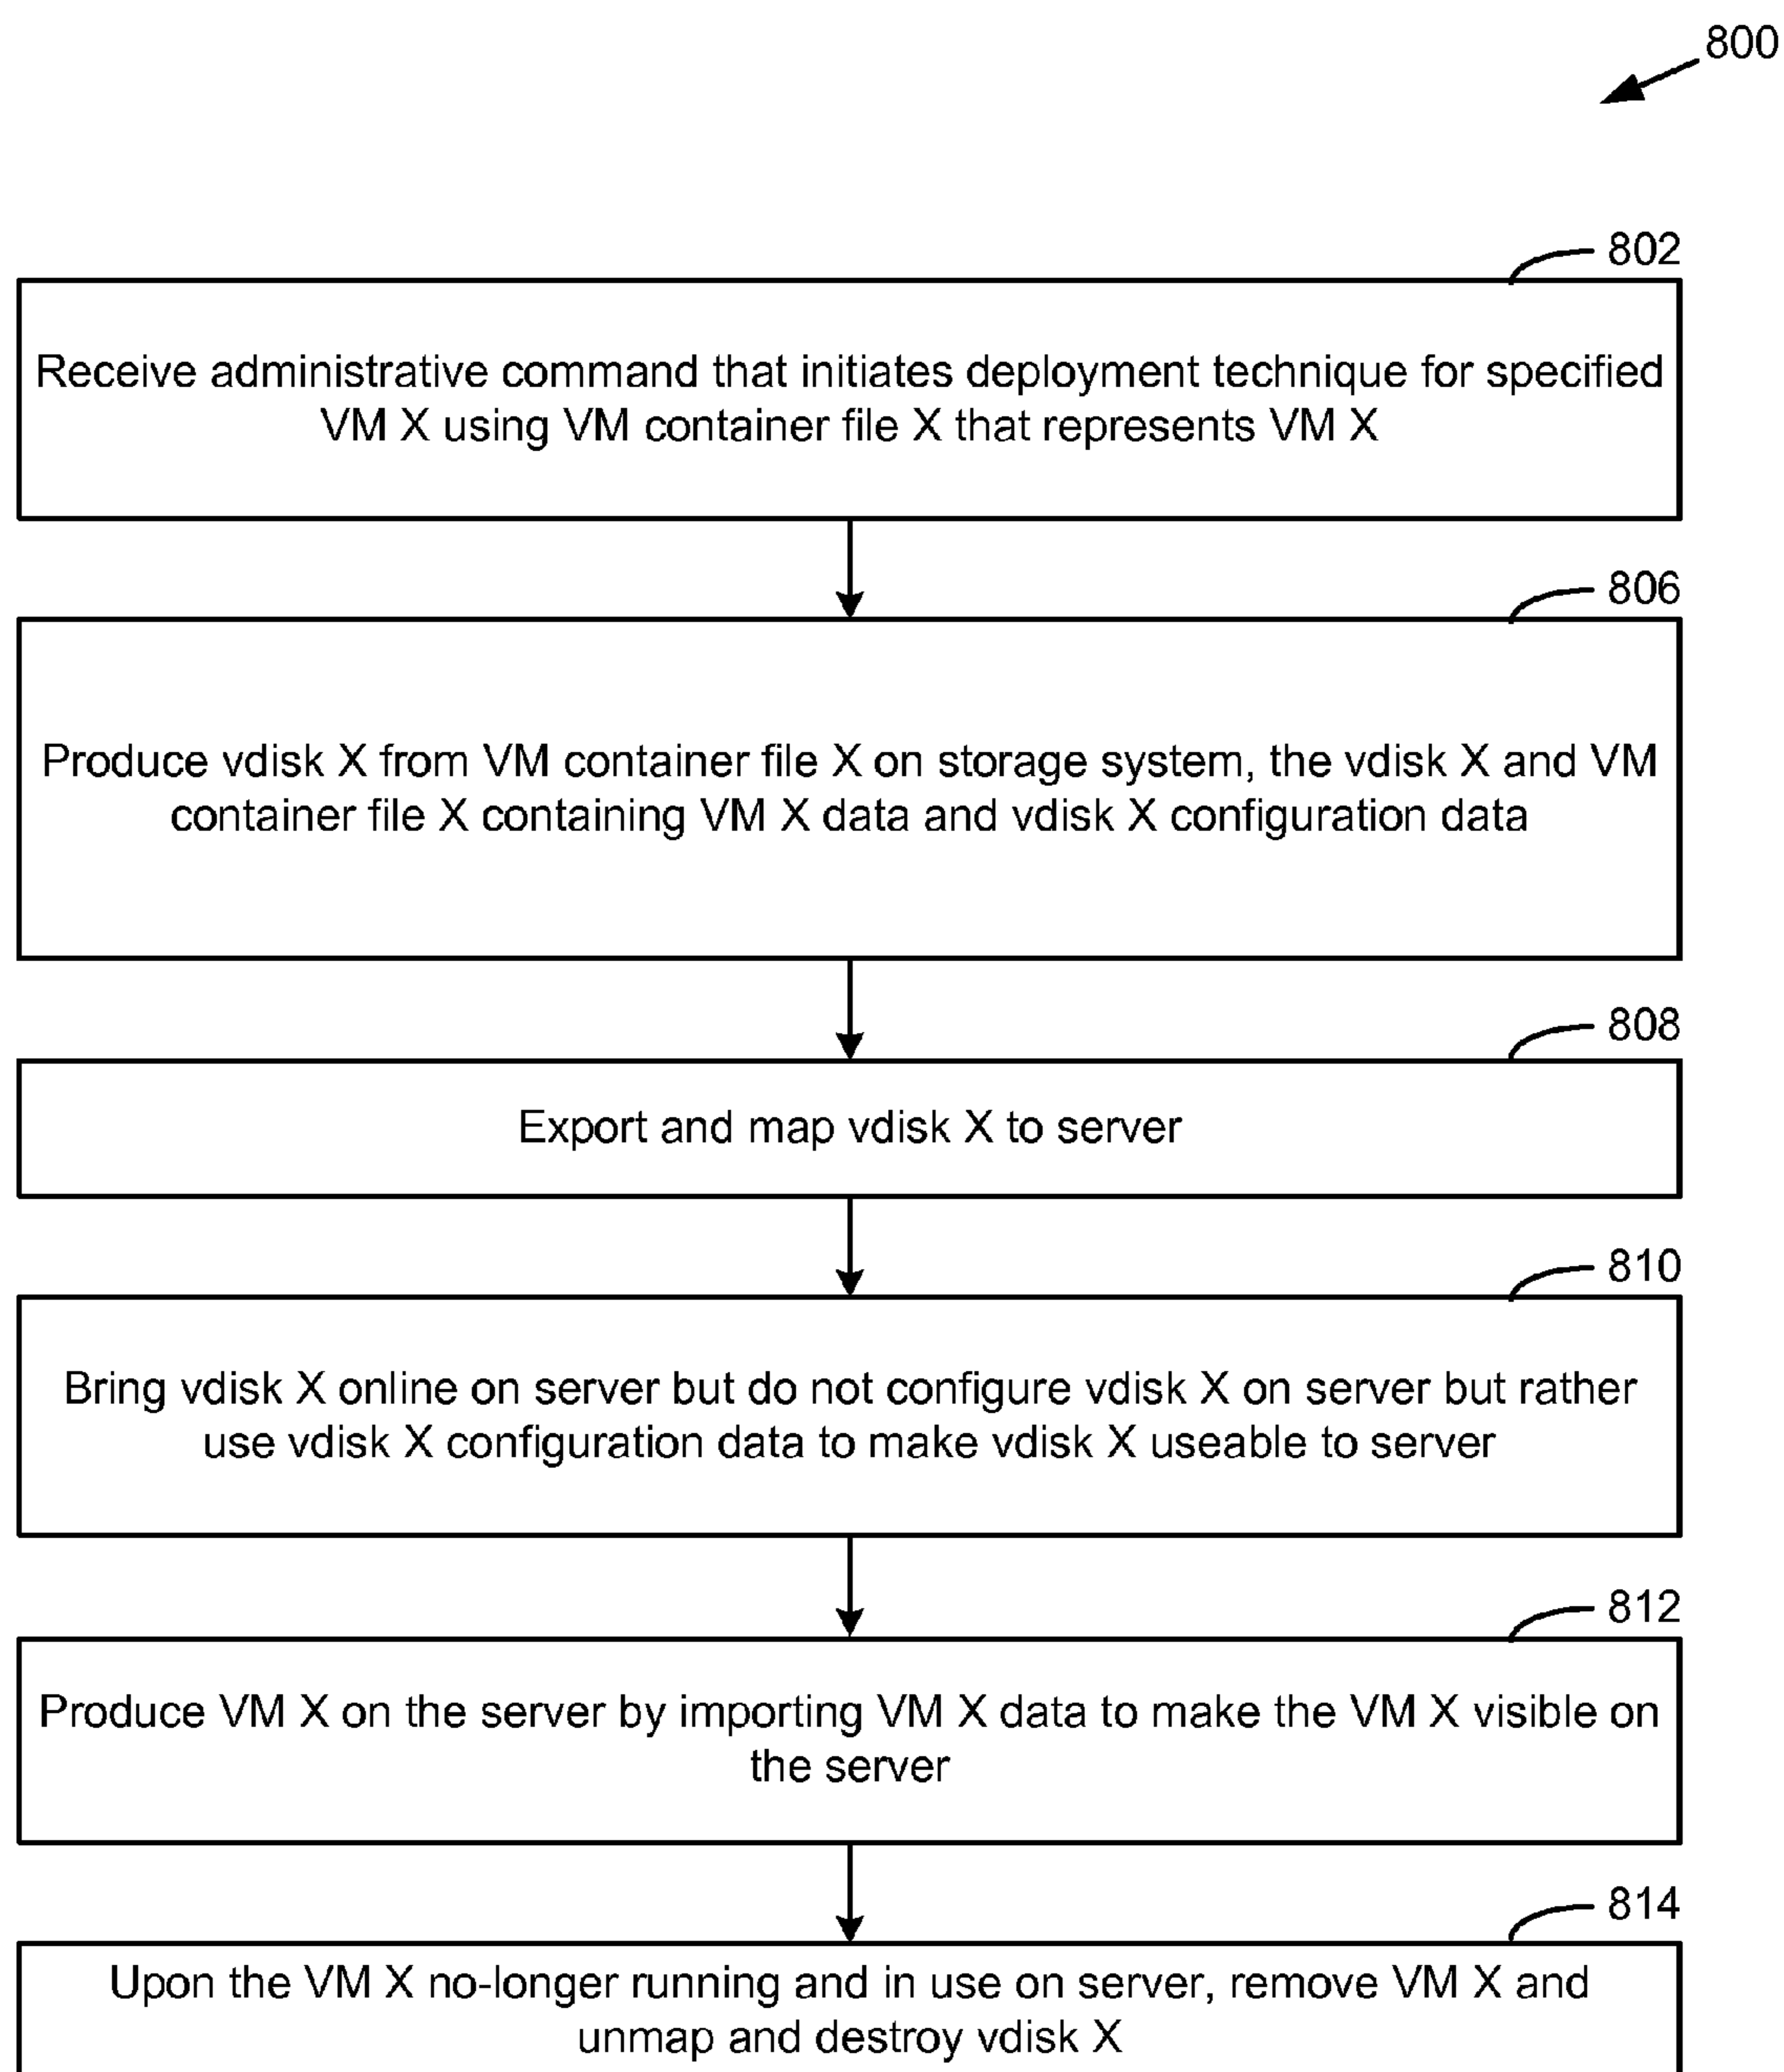 800
802
Receive administrative command that initiates deployment technique for specified
VM X using VM container file X that represents VM X
806
Produce vdisk X from VM container file X on storage system, the vdisk X and VM
container file X containing VM X data and vdisk X configuration data
808
Export and map vdisk X to server
810
Bring vdisk X online on server but do not configure vdisk X on server but rather
use vdisk X configuration data to make vdisk X useable to server
812
Produce VM X on the server by importing VM X data to make the VM X visible on
the server
814
Upon the VM X no-longer running and in use on server, remove VM X and
unmap and destroy vdisk X